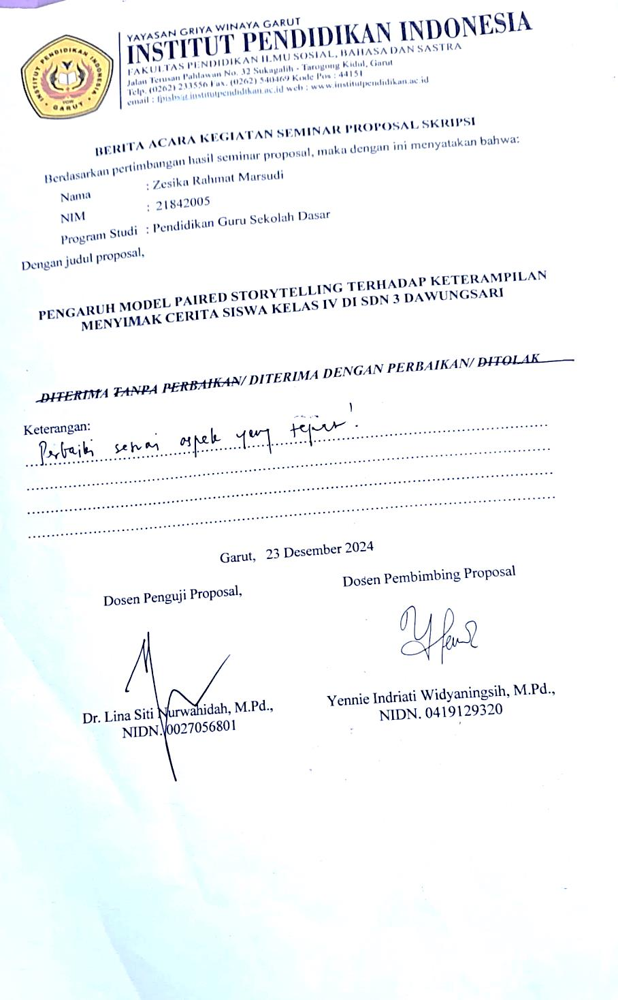 YAYASAN GRIYA WINAYA GARUT
INSTITUT PENDIDIKAN INDONESIA
FAKULTAS PENDIDIKAN ILMU SOSIAL, BAHASA DAN SASTRA
Jalan Terusan Pahlawan No. 32 Sukagalih - Tarogong Kidul, Garut
Telp. (0262) 233556 Fax. (0262) 540469 Kode Pos : 44151
email : fpisbs@institutpendidikan.ac.id web : www.institutpendidikan.ac.id
INSTITUT PENDIDIKAN INDONESIA
GARUT
BERITA ACARA KEGIATAN SEMINAR PROPOSAL SKRIPSI
Berdasarkan pertimbangan hasil seminar proposal, maka dengan ini menyatakan bahwa:
Nama : Zesika Rahmat Marsudi
NIM : 21842005
Program Studi : Pendidikan Guru Sekolah Dasar
Dengan judul proposal,
PENGARUH MODEL PAIRED STORYTELLING TERHADAP KETERAMPILAN
MENYIMAK CERITA SISWA KELAS IV DI SDN 3 DAWUNGSARI
DITERIMA TANPA PERBAIKAN/ DITERIMA DENGAN PERBAIKAN/ DITOLAK
Keterangan:
Perbaiki sesuai aspek yang
Garut, 23 Desember 2024
Dosen Penguji Proposal,
Dosen Pembimbing Proposal
Dr. Lina Siti Nurwahidah, M.Pd.,
NIDN. 0027056801
Yennie Indriati Widyaningsih, M.Pd.,
NIDN. 0419129320